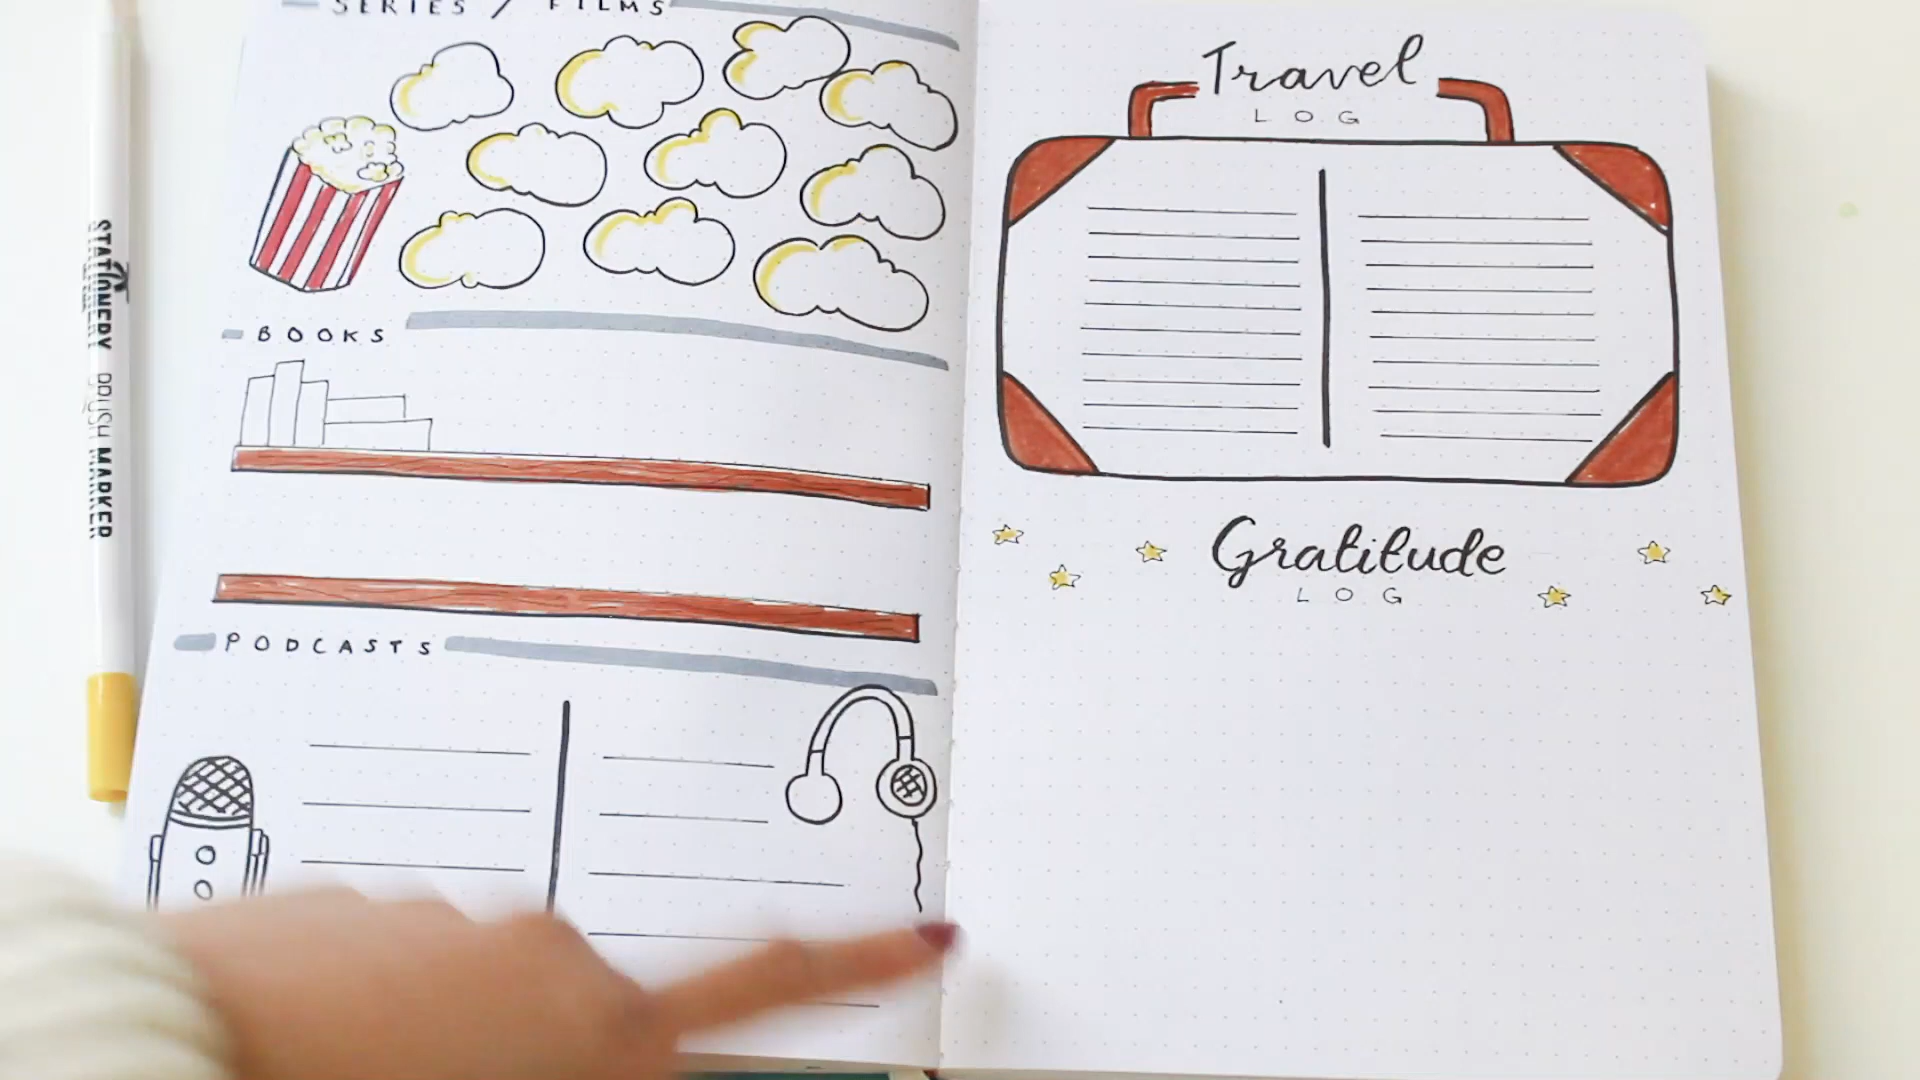 SERIES / FILMS
BOOKS
PODCASTS
Travel
LOG
Gratitude
LOG
STATIONERY BRUSH MARKER